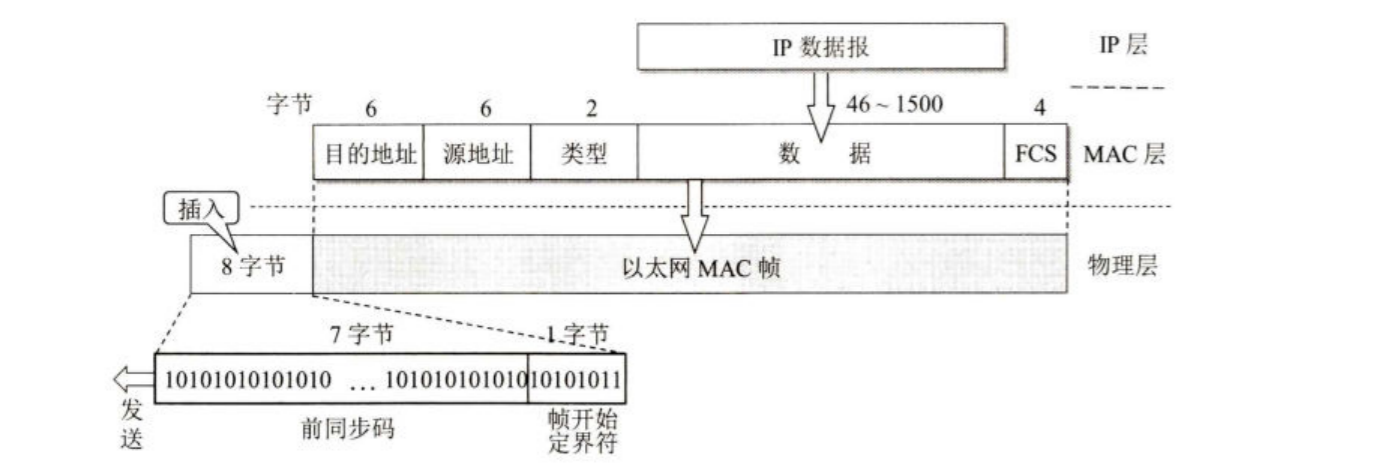 IP 数据报
IP 层
字节 6 6 2 46 ~ 1500 4
目的地址 源地址 类型 数 据 FCS MAC 层
插入
8 字节 以太网 MAC 帧 物理层
7 字节 1 字节
10101010101010 ... 101010101010 10101011
发送
前同步码
帧开始
定界符